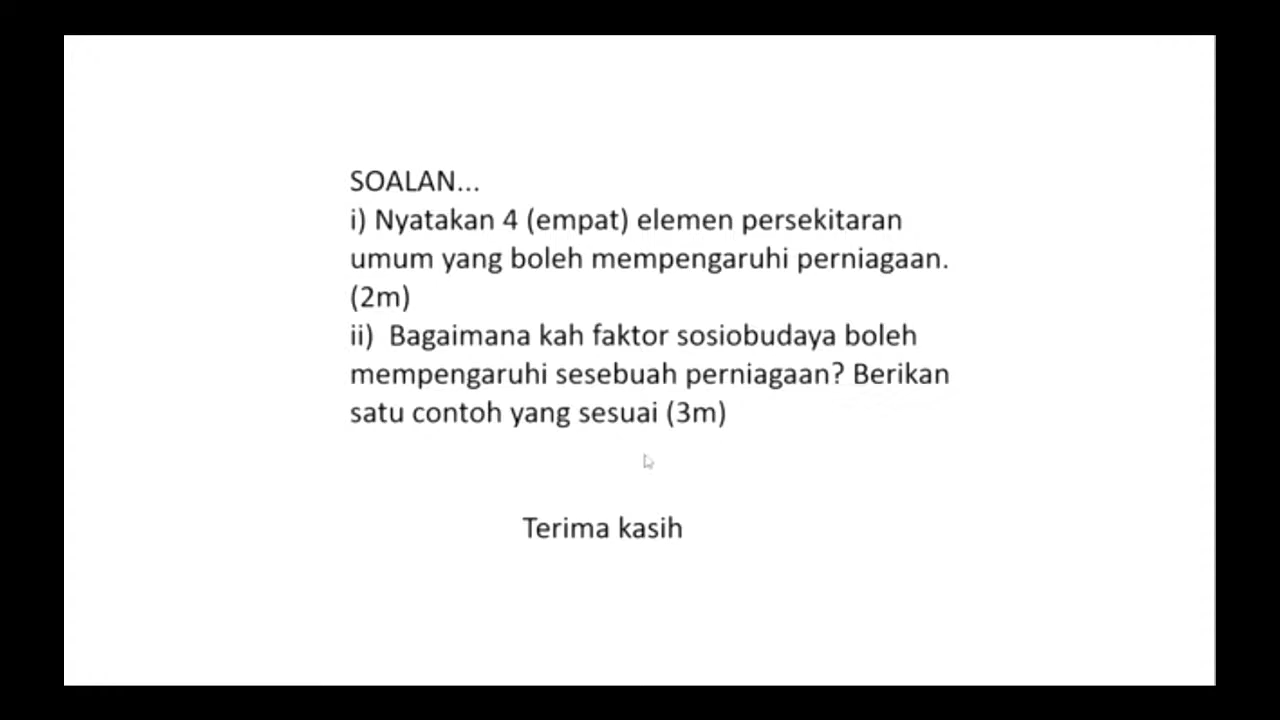 SOALAN...
i) Nyatakan 4 (empat) elemen persekitaran
umum yang boleh mempengaruhi perniagaan.
(2m)
ii)  Bagaimana kah faktor sosiobudaya boleh
mempengaruhi sesebuah perniagaan? Berikan
satu contoh yang sesuai (3m)
Terima kasih